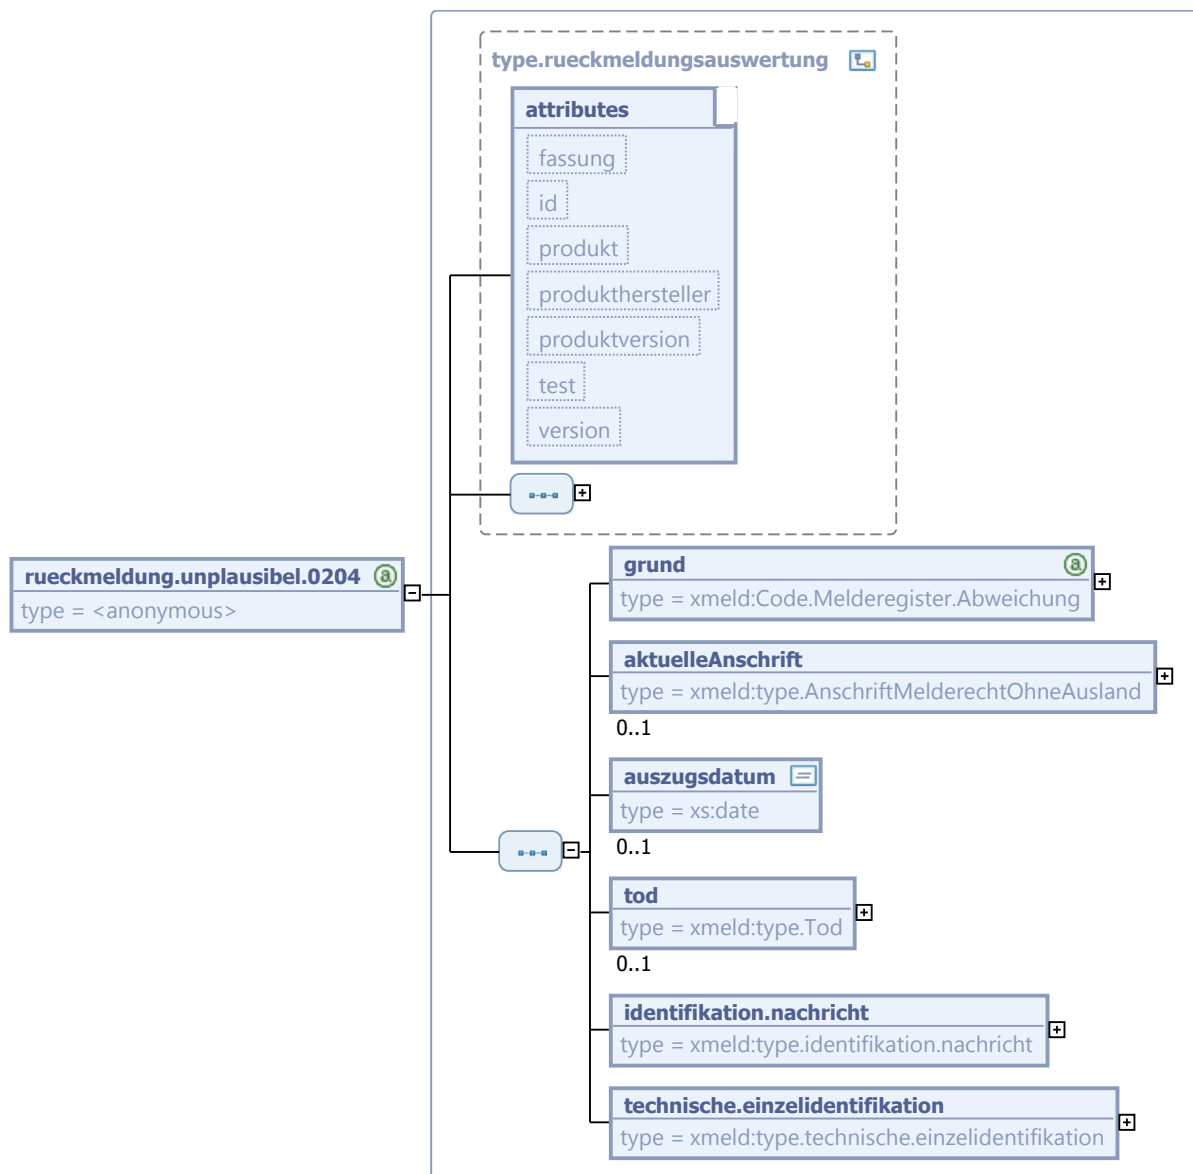 type.rueckmeldungsauswertung
attributes
fassung
id
produkt
produkthersteller
produktversion
test
version
rueckmeldung.unplausibel.0204
type = <anonymous>
grund
type = xmeld:Code.Melderegister.Abweichung
aktuelleAnschrift
type = xmeld:type.AnschriftMelderechtOhneAusland
0..1
auszugsdatum
type = xs:date
0..1
tod
type = xmeld:type.Tod
0..1
identifikation.nachricht
type = xmeld:type.identifikation.nachricht
technische.einzelidentifikation
type = xmeld:type.technische.einzelidentifikation